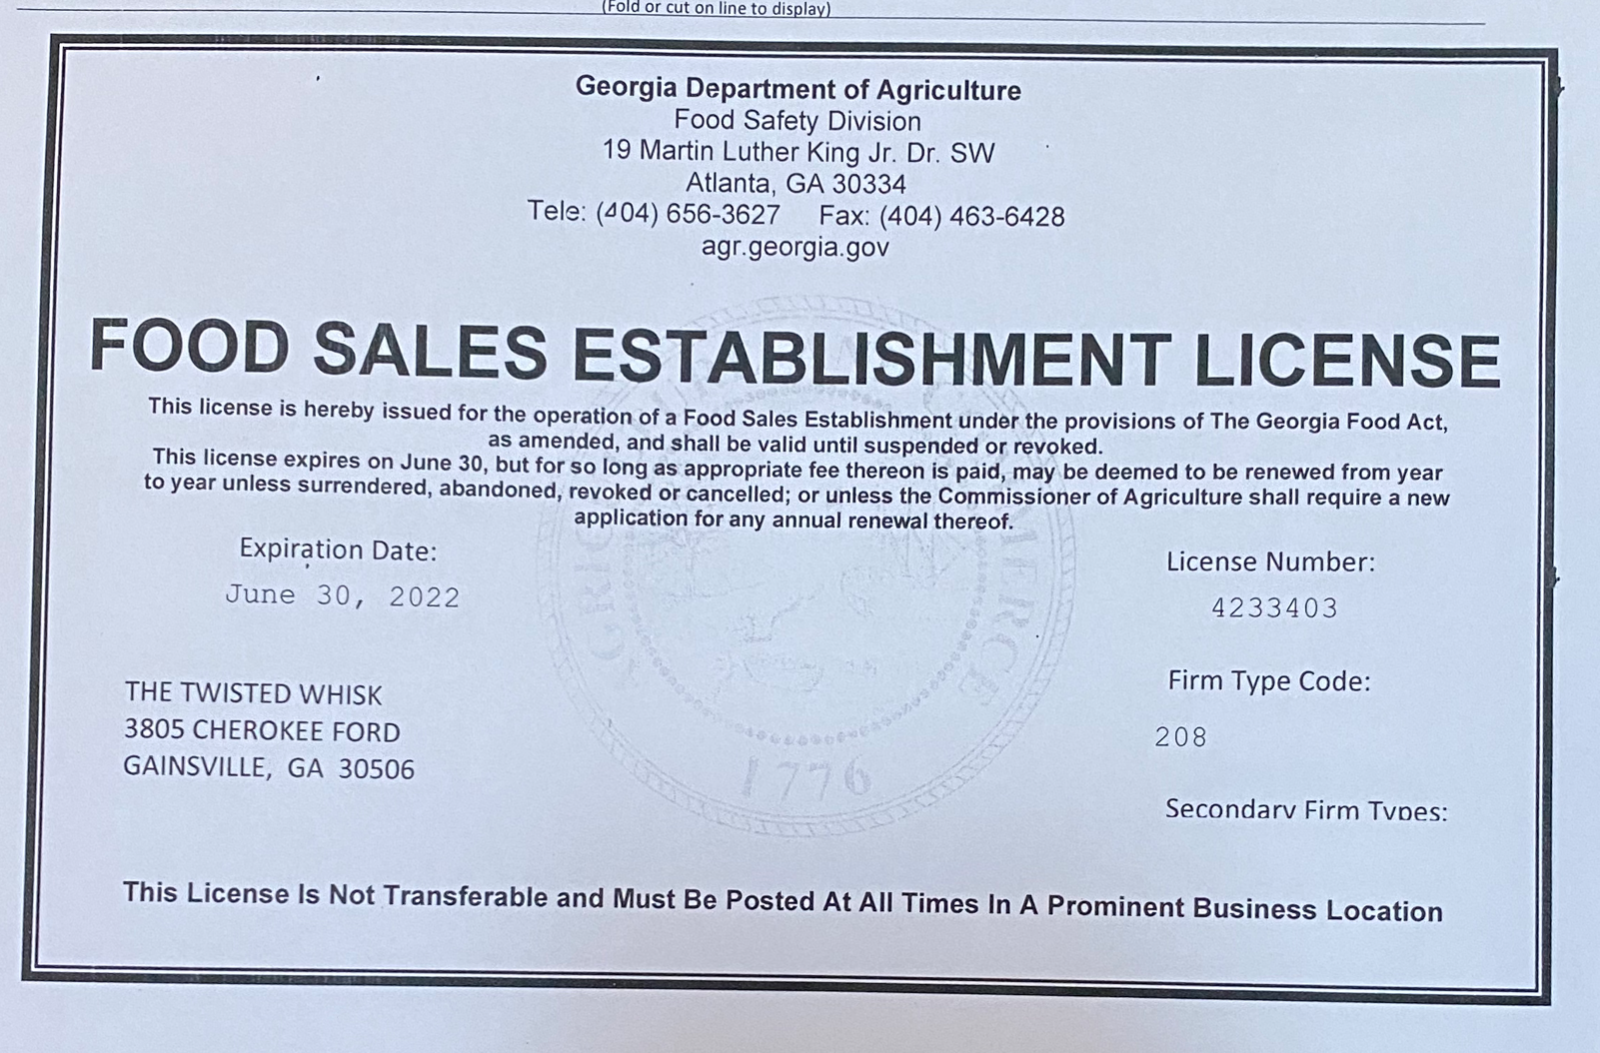 (Fold or cut on line to display)
Georgia Department of Agriculture
Food Safety Division
19 Martin Luther King Jr. Dr. SW
Atlanta, GA 30334
Tele: (404) 656-3627 Fax: (404) 463-6428
agr.georgia.gov
FOOD SALES ESTABLISHMENT LICENSE
This license is hereby issued for the operation of a Food Sales Establishment under the provisions of The Georgia Food Act,
as amended, and shall be valid until suspended or revoked.
This license expires on June 30, but for so long as appropriate fee thereon is paid, may be deemed to be renewed from year
to year unless surrendered, abandoned, revoked or cancelled; or unless the Commissioner of Agriculture shall require a new
application for any annual renewal thereof.
Expiration Date:
June 30, 2022
License Number:
4233403
THE TWISTED WHISK
3805 CHEROKEE FORD
GAINSVILLE, GA 30506
Firm Type Code:
208
Secondary Firm Types:
1776
This License Is Not Transferable and Must Be Posted At All Times In A Prominent Business Location